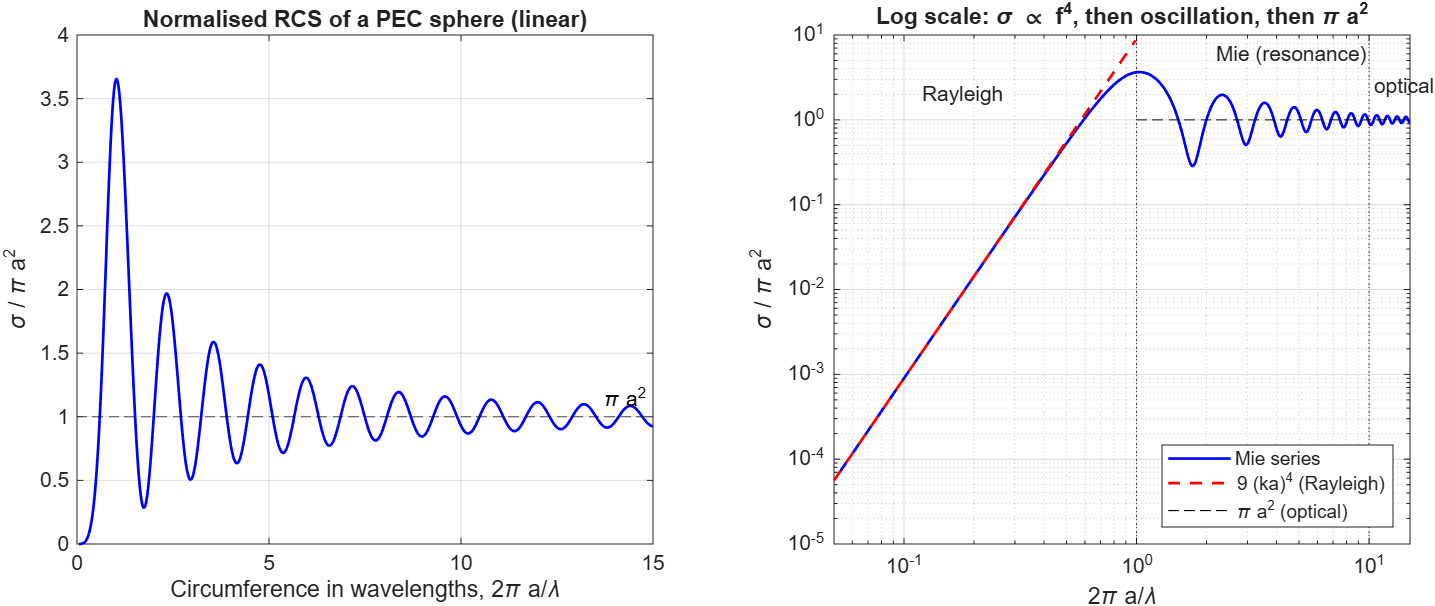 Normalised RCS of a PEC sphere (linear)
4
3.5
3
2.5
2
1.5
1
0.5
0
σ / π a²
π a²
0
5
10
15
Circumference in wavelengths, 2π a/λ
Log scale: σ ∝ f⁴, then oscillation, then π a²
10¹
10⁰
10⁻¹
10⁻²
10⁻³
10⁻⁴
10⁻⁵
σ / π a²
Mie (resonance)
optical
Rayleigh
Mie series
9 (ka)⁴ (Rayleigh)
π a² (optical)
10⁻¹
10⁰
10¹
2π a/λ